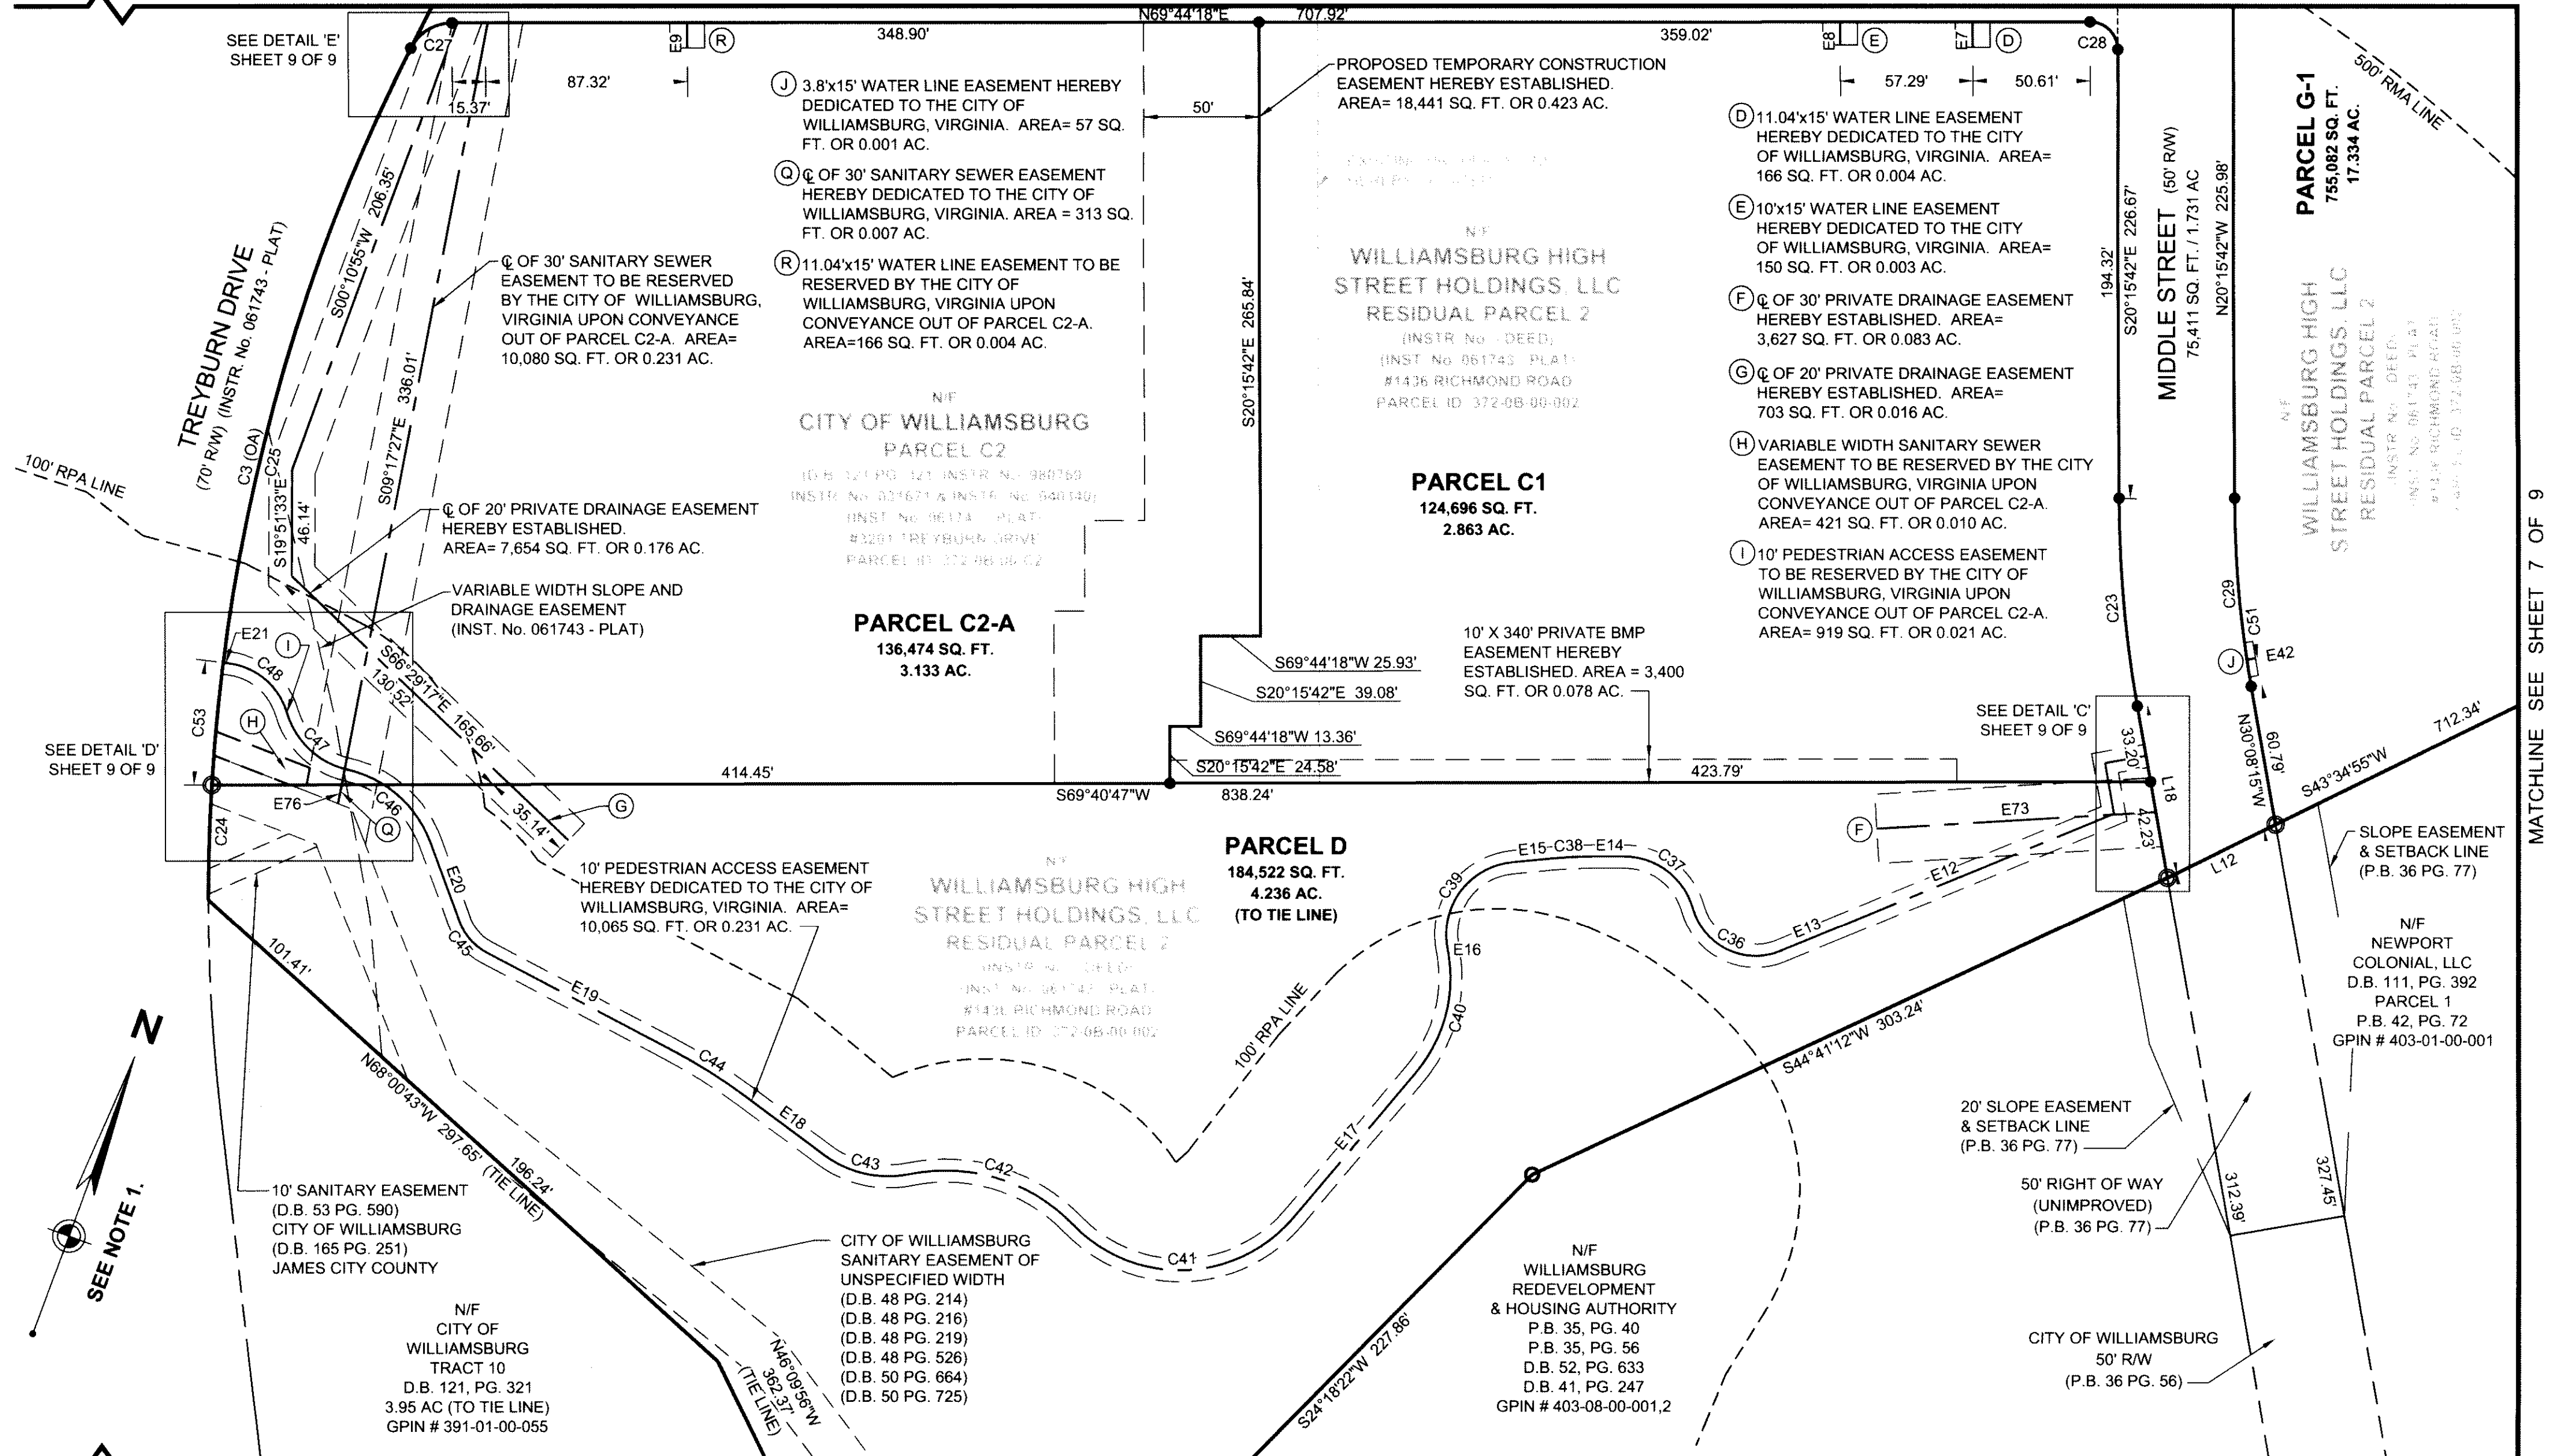 N69°44'18"E 707.92'
348.90'
359.02'
SEE DETAIL 'E'
SHEET 9 OF 9
C27
E9
R
87.32'
15.37'
J 3.8'x15' WATER LINE EASEMENT HEREBY
DEDICATED TO THE CITY OF
WILLIAMSBURG, VIRGINIA. AREA= 57 SQ.
FT. OR 0.001 AC.
Q ℄ OF 30' SANITARY SEWER EASEMENT
HEREBY DEDICATED TO THE CITY OF
WILLIAMSBURG, VIRGINIA. AREA = 313 SQ.
FT. OR 0.007 AC.
R 11.04'x15' WATER LINE EASEMENT TO BE
RESERVED BY THE CITY OF
WILLIAMSBURG, VIRGINIA UPON
CONVEYANCE OUT OF PARCEL C2-A.
AREA=166 SQ. FT. OR 0.004 AC.
50'
PROPOSED TEMPORARY CONSTRUCTION
EASEMENT HEREBY ESTABLISHED.
AREA= 18,441 SQ. FT. OR 0.423 AC.
E8
E
E7
D
C28
57.29'
50.61'
D 11.04'x15' WATER LINE EASEMENT
HEREBY DEDICATED TO THE CITY
OF WILLIAMSBURG, VIRGINIA. AREA=
166 SQ. FT. OR 0.004 AC.
E 10'x15' WATER LINE EASEMENT
HEREBY DEDICATED TO THE CITY
OF WILLIAMSBURG, VIRGINIA. AREA=
150 SQ. FT. OR 0.003 AC.
F ℄ OF 30' PRIVATE DRAINAGE EASEMENT
HEREBY ESTABLISHED. AREA=
3,627 SQ. FT. OR 0.083 AC.
G ℄ OF 20' PRIVATE DRAINAGE EASEMENT
HEREBY ESTABLISHED. AREA=
703 SQ. FT. OR 0.016 AC.
H VARIABLE WIDTH SANITARY SEWER
EASEMENT TO BE RESERVED BY THE CITY
OF WILLIAMSBURG, VIRGINIA UPON
CONVEYANCE OUT OF PARCEL C2-A.
AREA= 421 SQ. FT. OR 0.010 AC.
I 10' PEDESTRIAN ACCESS EASEMENT
TO BE RESERVED BY THE CITY OF
WILLIAMSBURG, VIRGINIA UPON
CONVEYANCE OUT OF PARCEL C2-A.
AREA= 919 SQ. FT. OR 0.021 AC.
194.32'
S20°15'42"E 226.67'
MIDDLE STREET (50' R/W)
75,411 SQ. FT. / 1.731 AC
N20°15'42"W 225.98'
PARCEL G-1
755,082 SQ. FT.
17.334 AC.
500' RMA LINE
N/F
WILLIAMSBURG HIGH
STREET HOLDINGS, LLC
RESIDUAL PARCEL 2
MATCHLINE SEE SHEET 7 OF 9
TREYBURN DRIVE
(70' R/W) (INSTR. No. 061743 - PLAT)
C3 (OA)
C25
S00°10'55"W 206.35'
S09°17'27"E 336.01'
S19°51'33"E
46.14'
100' RPA LINE
℄ OF 30' SANITARY SEWER
EASEMENT TO BE RESERVED
BY THE CITY OF WILLIAMSBURG,
VIRGINIA UPON CONVEYANCE
OUT OF PARCEL C2-A. AREA=
10,080 SQ. FT. OR 0.231 AC.
℄ OF 20' PRIVATE DRAINAGE EASEMENT
HEREBY ESTABLISHED.
AREA= 7,654 SQ. FT. OR 0.176 AC.
VARIABLE WIDTH SLOPE AND
DRAINAGE EASEMENT
(INST. No. 061743 - PLAT)
N/F
CITY OF WILLIAMSBURG
PARCEL C2
#3201 TREYBURN DRIVE
PARCEL C2-A
136,474 SQ. FT.
3.133 AC.
S20°15'42"E 265.84'
N/F
WILLIAMSBURG HIGH
STREET HOLDINGS, LLC
RESIDUAL PARCEL 2
(INSTR No - DEED)
(INST. No. 061743 PLAT)
#1436 RICHMOND ROAD
PARCEL ID 372-0B-00-002
PARCEL C1
124,696 SQ. FT.
2.863 AC.
S69°44'18"W 25.93'
S20°15'42"E 39.08'
S69°44'18"W 13.36'
S20°15'42"E 24.58'
10' X 340' PRIVATE BMP
EASEMENT HEREBY
ESTABLISHED. AREA = 3,400
SQ. FT. OR 0.078 AC.
C23
C29
C51
J
E42
N30°08'15"W
60.79'
SEE DETAIL 'C'
SHEET 9 OF 9
33.20'
L18
42.23'
L12
S43°34'55"W
712.34'
E21
I
C48
C53
H
C47
S66°29'17"E 165.66'
130.52'
SEE DETAIL 'D'
SHEET 9 OF 9
E76
C46
Q
C24
414.45'
S69°40'47"W 838.24'
423.79'
35.14'
G
E20
PARCEL D
184,522 SQ. FT.
4.236 AC.
(TO TIE LINE)
N/F
WILLIAMSBURG HIGH
STREET HOLDINGS, LLC
RESIDUAL PARCEL 2
#1436 RICHMOND ROAD
PARCEL ID 372-0B-00-002
10' PEDESTRIAN ACCESS EASEMENT
HEREBY DEDICATED TO THE CITY OF
WILLIAMSBURG, VIRGINIA. AREA=
10,065 SQ. FT. OR 0.231 AC.
F
E73
E15
C38
E14
C37
C39
E16
C36
E13
E12
C40
C45
E19
C44
E18
C43
C42
C41
E17
100' RPA LINE
S44°41'12"W 303.24'
SLOPE EASEMENT
& SETBACK LINE
(P.B. 36 PG. 77)
N/F
NEWPORT
COLONIAL, LLC
D.B. 111, PG. 392
PARCEL 1
P.B. 42, PG. 72
GPIN # 403-01-00-001
101.41'
N68°00'43"W 297.65' (TIE LINE)
196.24'
N
SEE NOTE 1.
10' SANITARY EASEMENT
(D.B. 53 PG. 590)
CITY OF WILLIAMSBURG
(D.B. 165 PG. 251)
JAMES CITY COUNTY
N/F
CITY OF
WILLIAMSBURG
TRACT 10
D.B. 121, PG. 321
3.95 AC (TO TIE LINE)
GPIN # 391-01-00-055
N46°09'56"W
362.37'
(TIE LINE)
CITY OF WILLIAMSBURG
SANITARY EASEMENT OF
UNSPECIFIED WIDTH
(D.B. 48 PG. 214)
(D.B. 48 PG. 216)
(D.B. 48 PG. 219)
(D.B. 48 PG. 526)
(D.B. 50 PG. 664)
(D.B. 50 PG. 725)
S24°18'22"W 227.86'
N/F
WILLIAMSBURG
REDEVELOPMENT
& HOUSING AUTHORITY
P.B. 35, PG. 40
P.B. 35, PG. 56
D.B. 52, PG. 633
D.B. 41, PG. 247
GPIN # 403-08-00-001,2
20' SLOPE EASEMENT
& SETBACK LINE
(P.B. 36 PG. 77)
50' RIGHT OF WAY
(UNIMPROVED)
(P.B. 36 PG. 77)
312.39'
327.45'
CITY OF WILLIAMSBURG
50' R/W
(P.B. 36 PG. 56)